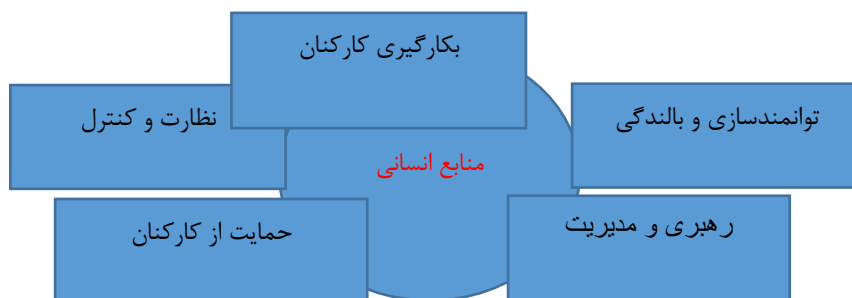 بکارگیری کارکنان
توانمندسازی و بالندگی
نظارت و کنترل
منابع انسانی
رهبری و مدیریت
حمایت از کارکنان